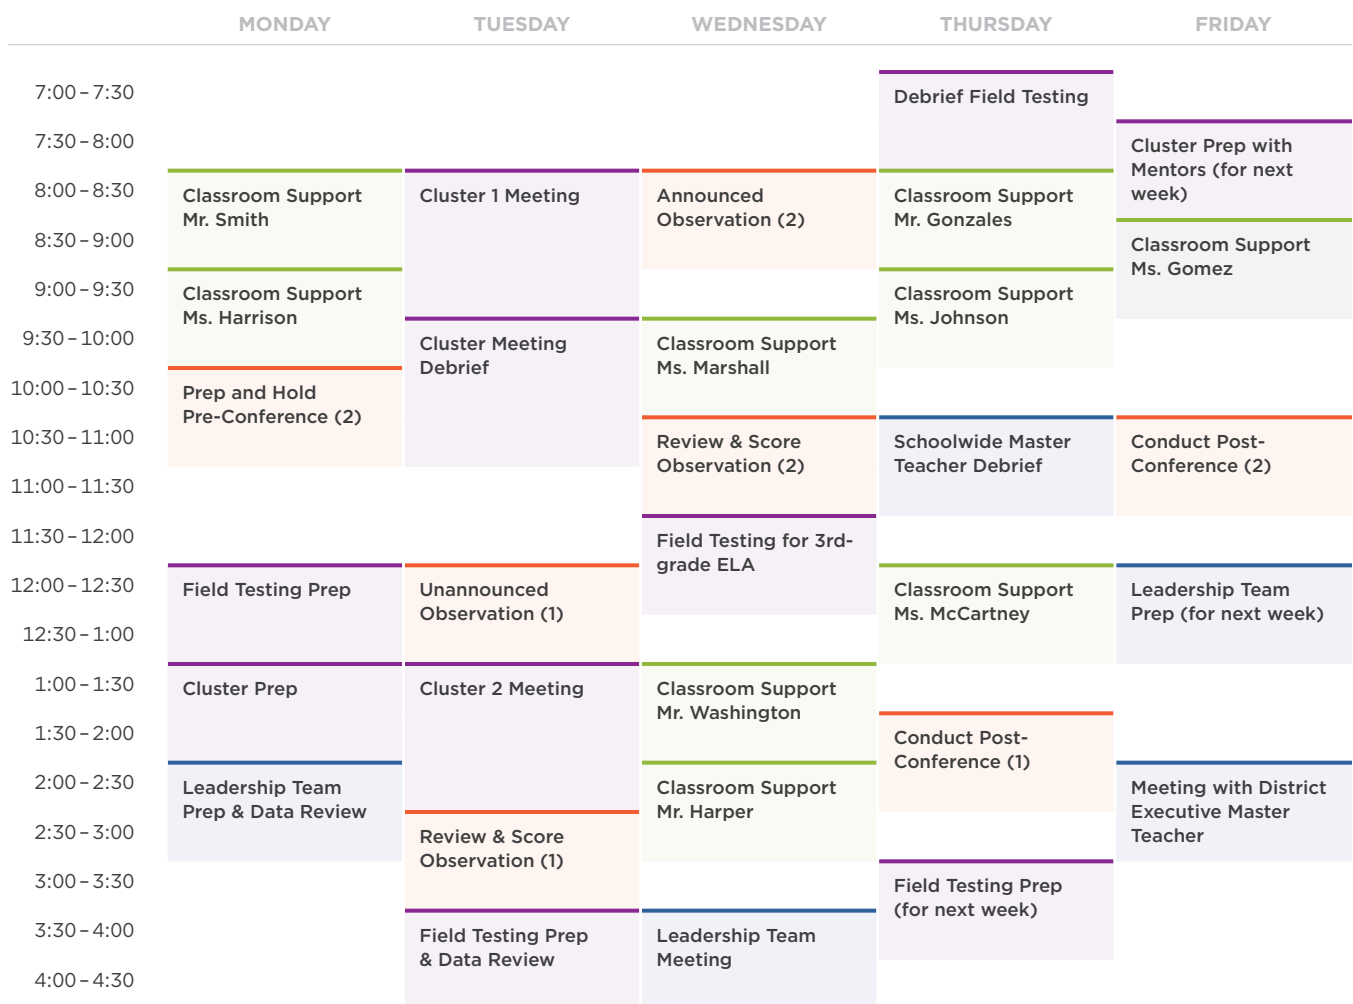 MONDAY TUESDAY WEDNESDAY THURSDAY FRIDAY
7:00 – 7:30
7:30 – 8:00
8:00 – 8:30
8:30 – 9:00
9:00 – 9:30
9:30 – 10:00
10:00 – 10:30
10:30 – 11:00
11:00 – 11:30
11:30 – 12:00
12:00 – 12:30
12:30 – 1:00
1:00 – 1:30
1:30 – 2:00
2:00 – 2:30
2:30 – 3:00
3:00 – 3:30
3:30 – 4:00
4:00 – 4:30
Classroom Support
Mr. Smith
Classroom Support
Ms. Harrison
Prep and Hold
Pre-Conference (2)
Field Testing Prep
Cluster Prep
Leadership Team
Prep & Data Review
Cluster 1 Meeting
Cluster Meeting
Debrief
Unannounced
Observation (1)
Cluster 2 Meeting
Review & Score
Observation (1)
Field Testing Prep
& Data Review
Announced
Observation (2)
Classroom Support
Ms. Marshall
Review & Score
Observation (2)
Field Testing for 3rd-
grade ELA
Classroom Support
Mr. Washington
Classroom Support
Mr. Harper
Leadership Team
Meeting
Debrief Field Testing
Classroom Support
Mr. Gonzales
Classroom Support
Ms. Johnson
Schoolwide Master
Teacher Debrief
Classroom Support
Ms. McCartney
Conduct Post-
Conference (1)
Field Testing Prep
(for next week)
Cluster Prep with
Mentors (for next
week)
Classroom Support
Ms. Gomez
Conduct Post-
Conference (2)
Leadership Team
Prep (for next week)
Meeting with District
Executive Master
Teacher